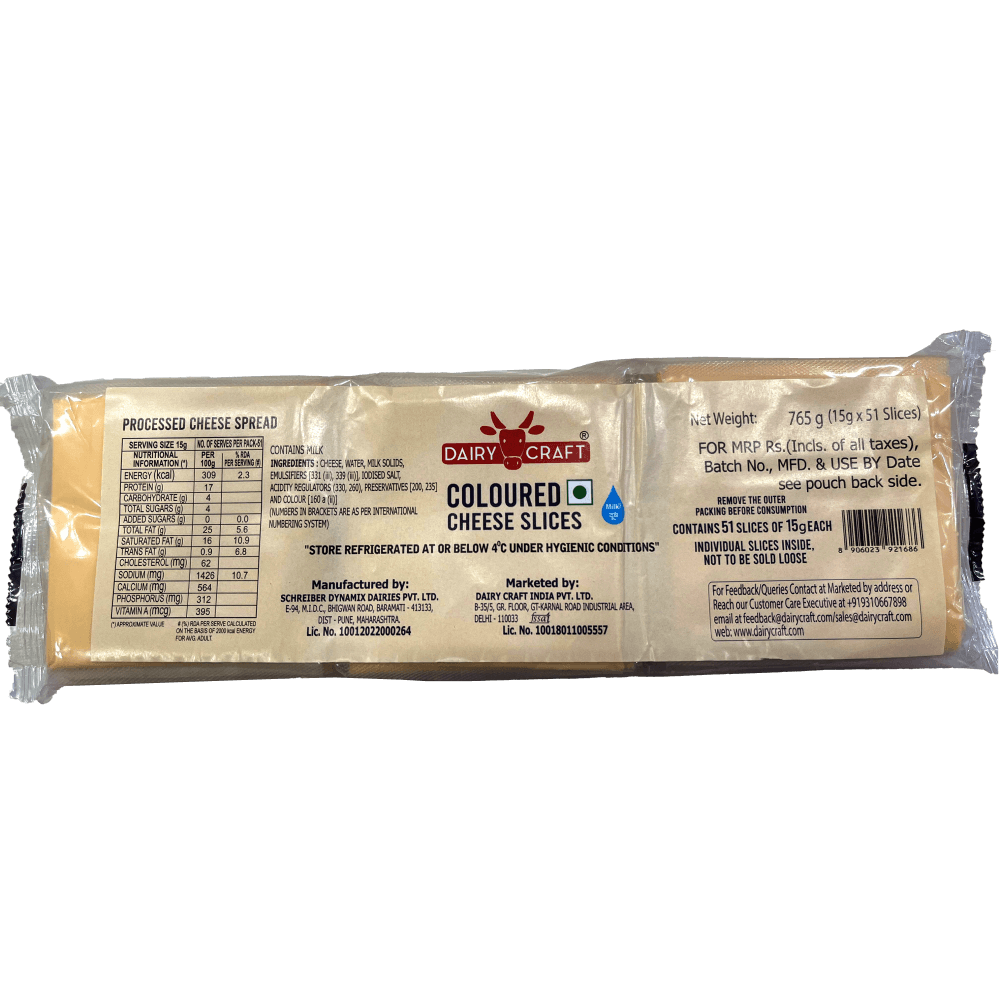 PROCESSED CHEESE SPREAD
SERVING SIZE 15g NO. OF SERVES PER PACK-51
NUTRITIONAL INFORMATION (*) PER 100g % RDA PER SERVING (#)
ENERGY (kcal) 309 2.3
PROTEIN (g) 17
CARBOHYDRATE (g) 4
TOTAL SUGARS (g) 4
ADDED SUGARS (g) 0 0.0
TOTAL FAT (g) 25 5.6
SATURATED FAT (g) 16 10.9
TRANS FAT (g) 0.9 6.8
CHOLESTEROL (mg) 62
SODIUM (mg) 1426 10.7
CALCIUM (mg) 564
PHOSPHORUS (mg) 312
VITAMIN A (mcg) 395
(*) APPROXIMATE VALUE
# (%) RDA PER SERVE CALCULATED
ON THE BASIS OF 2000 kcal ENERGY
FOR AVG. ADULT
CONTAINS MILK
INGREDIENTS : CHEESE, WATER, MILK SOLIDS,
EMULSIFIERS [331 (iii), 339 (iii)], IODISED SALT,
ACIDITY REGULATORS (330, 260), PRESERVATIVES [200, 235]
AND COLOUR [160 a (ii)]
(NUMBERS IN BRACKETS ARE AS PER INTERNATIONAL
NUMBERING SYSTEM)
DAIRY CRAFT ®
COLOURED
CHEESE SLICES
Milk/
दूध
"STORE REFRIGERATED AT OR BELOW 4°C UNDER HYGIENIC CONDITIONS"
Manufactured by:
SCHREIBER DYNAMIX DAIRIES PVT. LTD.
E-94, M.I.D.C., BHIGWAN ROAD, BARAMATI - 413133,
DIST - PUNE, MAHARASHTRA.
Lic. No. 10012022000264
Marketed by:
DAIRY CRAFT INDIA PVT. LTD.
B-35/5, GR. FLOOR, GT-KARNAL ROAD INDUSTRIAL AREA,
DELHI - 110033 fssai
Lic. No. 10018011005557
Net Weight: 765 g (15g x 51 Slices)
FOR MRP Rs.(Incls. of all taxes),
Batch No., MFD. & USE BY Date
see pouch back side.
REMOVE THE OUTER
PACKING BEFORE CONSUMPTION
CONTAINS 51 SLICES OF 15g EACH
INDIVIDUAL SLICES INSIDE,
NOT TO BE SOLD LOOSE
8 906023 921686
For Feedback/Queries Contact at Marketed by address or
Reach our Customer Care Executive at +919310667898
email at feedback@dairycraft.com/sales@dairycraft.com
web: www.dairycraft.com